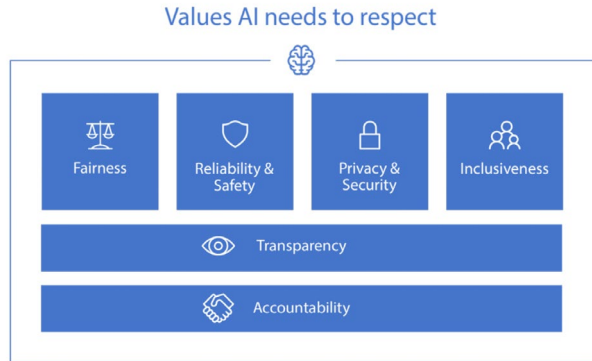 Values AI needs to respect
Fairness
Reliability &
Safety
Privacy &
Security
Inclusiveness
Transparency
Accountability